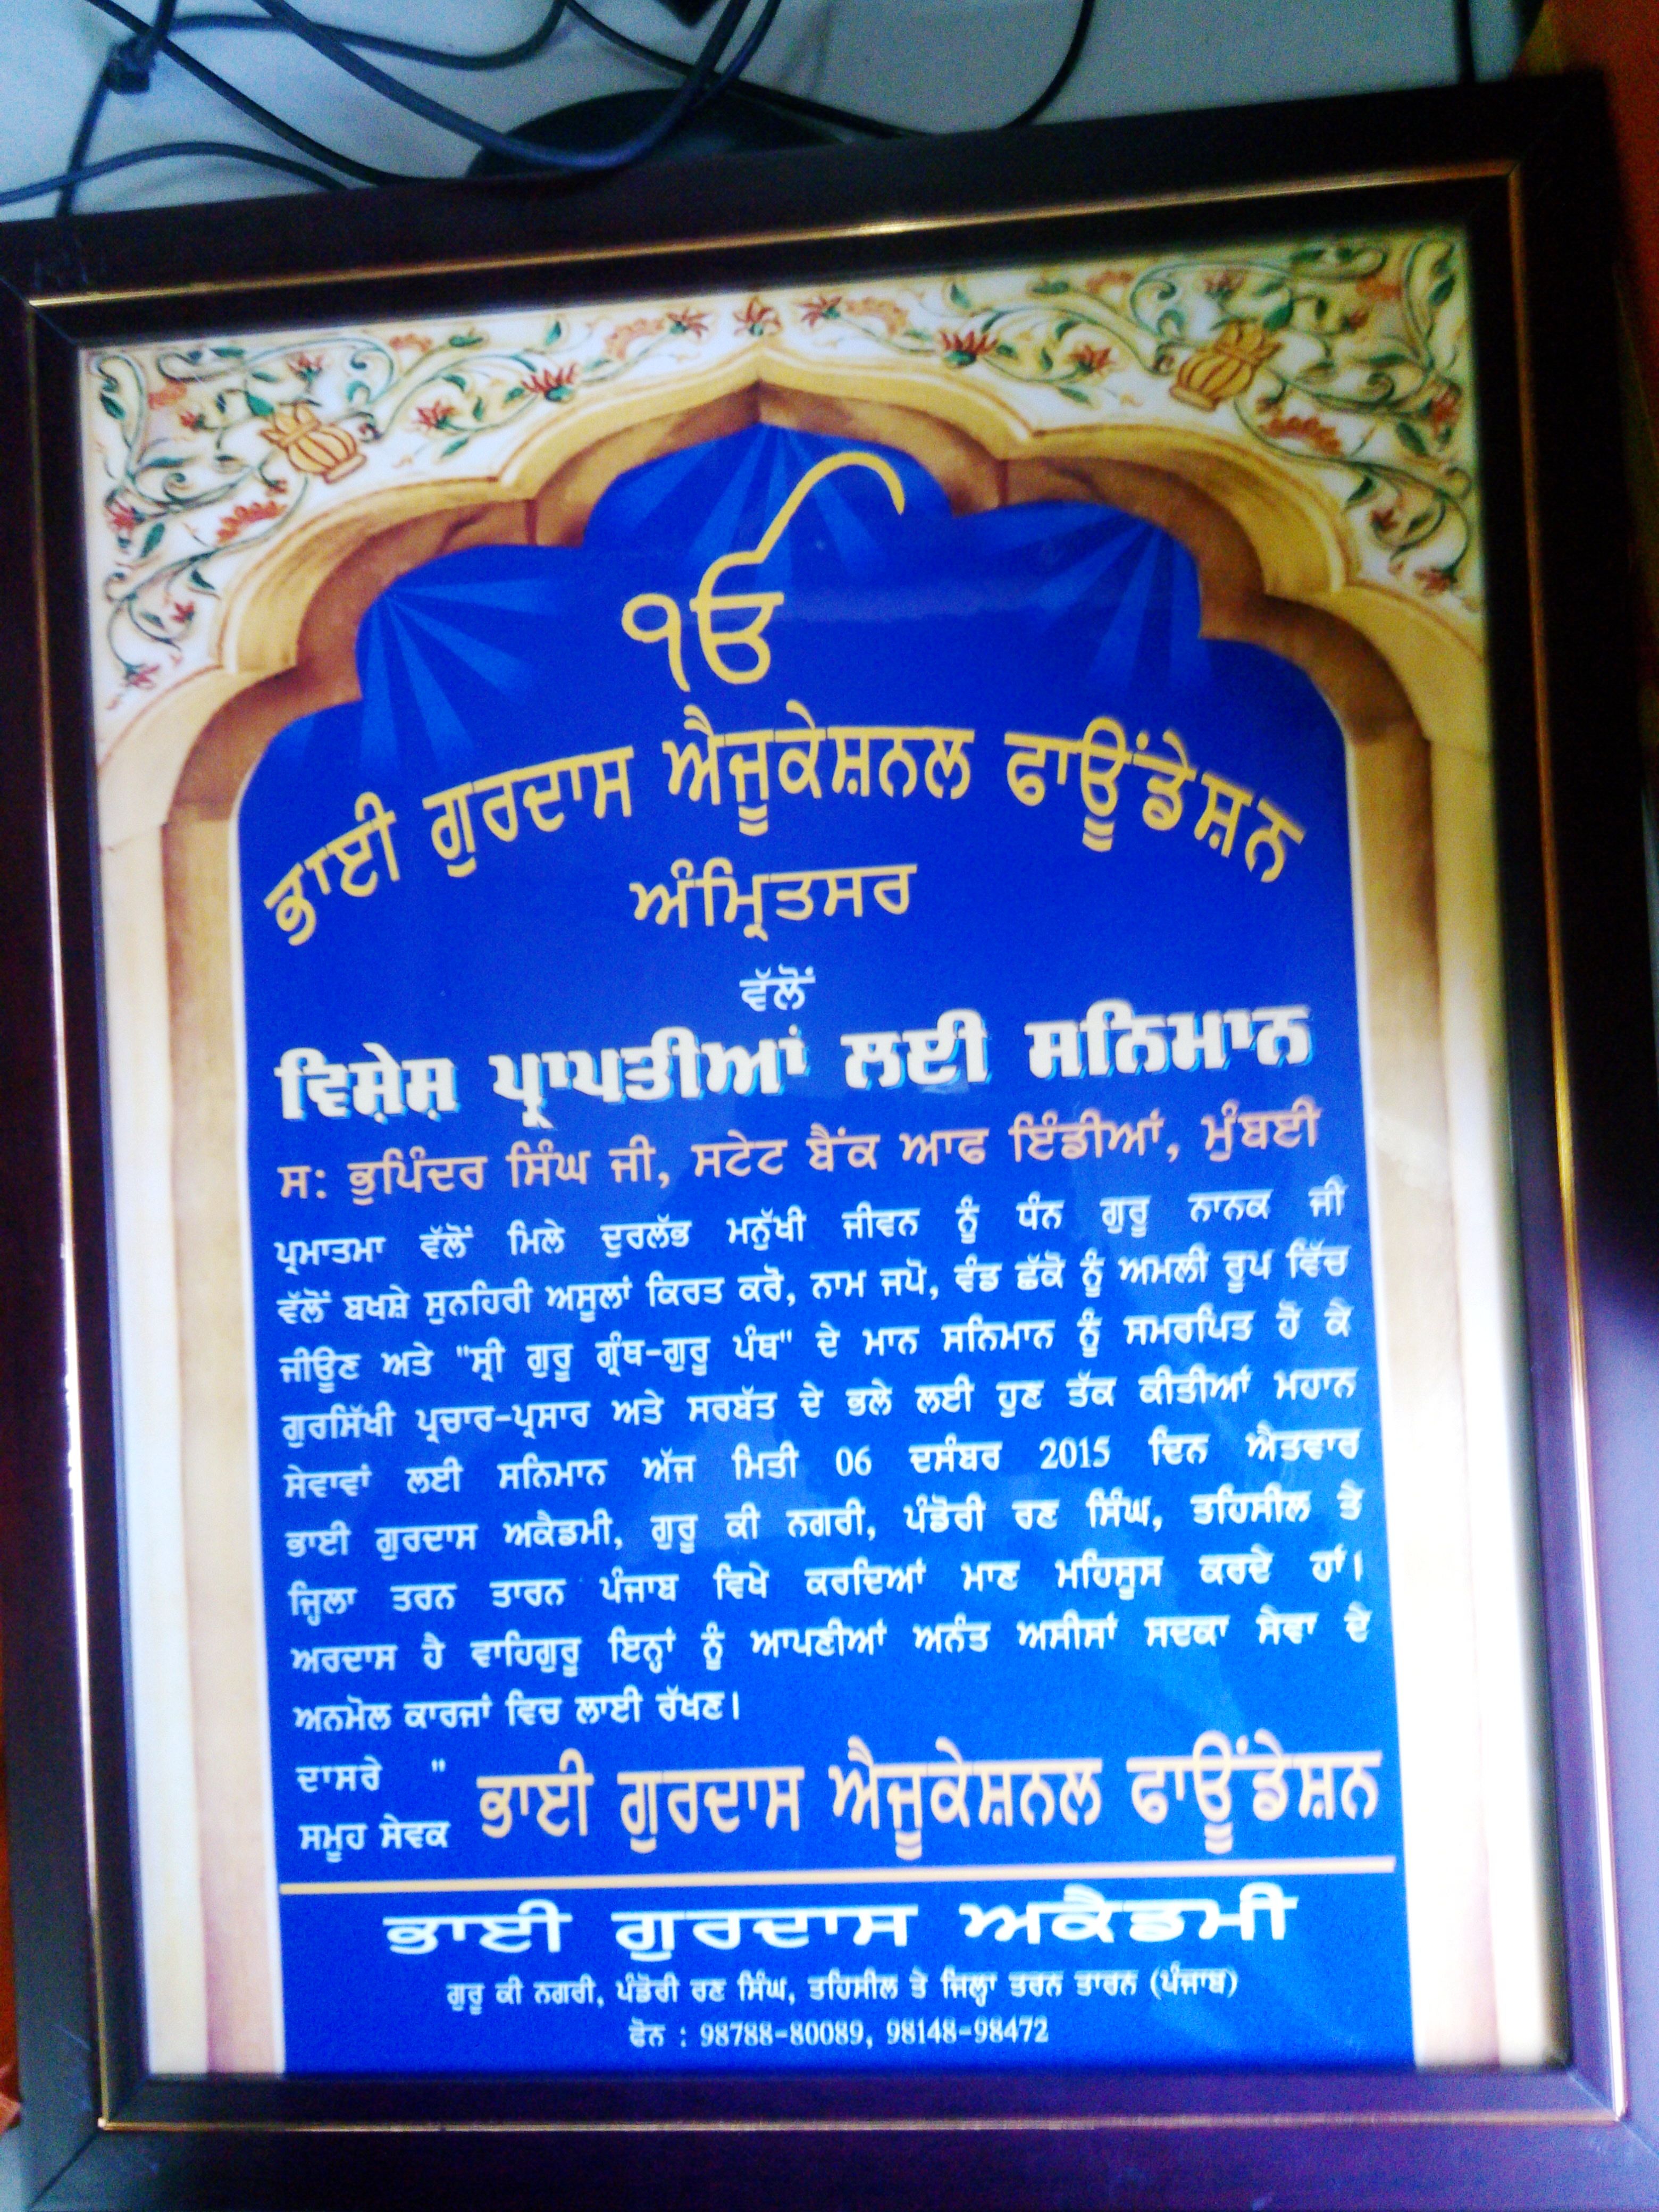 ੴ
ਭਾਈ ਗੁਰਦਾਸ ਐਜੂਕੇਸ਼ਨਲ ਫਾਊਂਡੇਸ਼ਨ
ਅੰਮ੍ਰਿਤਸਰ
ਵੱਲੋਂ
ਵਿਸ਼ੇਸ਼ ਪ੍ਰਾਪਤੀਆਂ ਲਈ ਸਨਿਮਾਨ
ਸ: ਭੁਪਿੰਦਰ ਸਿੰਘ ਜੀ, ਸਟੇਟ ਬੈਂਕ ਆਫ ਇੰਡੀਆਂ, ਮੁੰਬਈ
ਪ੍ਰਮਾਤਮਾ ਵੱਲੋਂ ਮਿਲੇ ਦੁਰਲੱਭ ਮਨੁੱਖੀ ਜੀਵਨ ਨੂੰ ਧੰਨ ਗੁਰੂ ਨਾਨਕ ਜੀ
ਵੱਲੋਂ ਬਖਸ਼ੇ ਸੁਨਹਿਰੀ ਅਸੂਲਾਂ ਕਿਰਤ ਕਰੋ, ਨਾਮ ਜਪੋ, ਵੰਡ ਛੱਕੋ ਨੂੰ ਅਮਲੀ ਰੂਪ ਵਿੱਚ
ਜੀਊਣ ਅਤੇ "ਸ੍ਰੀ ਗੁਰੂ ਗ੍ਰੰਥ-ਗੁਰੂ ਪੰਥ" ਦੇ ਮਾਨ ਸਨਿਮਾਨ ਨੂੰ ਸਮਰਪਿਤ ਹੋ ਕੇ
ਗੁਰਸਿੱਖੀ ਪ੍ਰਚਾਰ-ਪ੍ਰਸਾਰ ਅਤੇ ਸਰਬੱਤ ਦੇ ਭਲੇ ਲਈ ਹੁਣ ਤੱਕ ਕੀਤੀਆਂ ਮਹਾਨ
ਸੇਵਾਵਾਂ ਲਈ ਸਨਿਮਾਨ ਅੱਜ ਮਿਤੀ 06 ਦਸੰਬਰ 2015 ਦਿਨ ਐਤਵਾਰ
ਭਾਈ ਗੁਰਦਾਸ ਅਕੈਡਮੀ, ਗੁਰੂ ਕੀ ਨਗਰੀ, ਪੰਡੋਰੀ ਰਣ ਸਿੰਘ, ਤਹਿਸੀਲ ਤੇ
ਜ੍ਹਿਲਾ ਤਰਨ ਤਾਰਨ ਪੰਜਾਬ ਵਿਖੇ ਕਰਦਿਆਂ ਮਾਣ ਮਹਿਸੂਸ ਕਰਦੇ ਹਾਂ।
ਅਰਦਾਸ ਹੈ ਵਾਹਿਗੁਰੂ ਇਨ੍ਹਾਂ ਨੂੰ ਆਪਣੀਆਂ ਅਨੰਤ ਅਸੀਸਾਂ ਸਦਕਾ ਸੇਵਾ ਦੇ
ਅਨਮੋਲ ਕਾਰਜਾਂ ਵਿਚ ਲਾਈ ਰੱਖਣ।
ਦਾਸਰੇ "
ਸਮੂਹ ਸੇਵਕ ਭਾਈ ਗੁਰਦਾਸ ਐਜੂਕੇਸ਼ਨਲ ਫਾਊਂਡੇਸ਼ਨ
ਭਾਈ ਗੁਰਦਾਸ ਅਕੈਡਮੀ
ਗੁਰੂ ਕੀ ਨਗਰੀ, ਪੰਡੋਰੀ ਰਣ ਸਿੰਘ, ਤਹਿਸੀਲ ਤੇ ਜਿਲ੍ਹਾ ਤਰਨ ਤਾਰਨ (ਪੰਜਾਬ)
ਫੋਨ : 98788-80089, 98148-98472